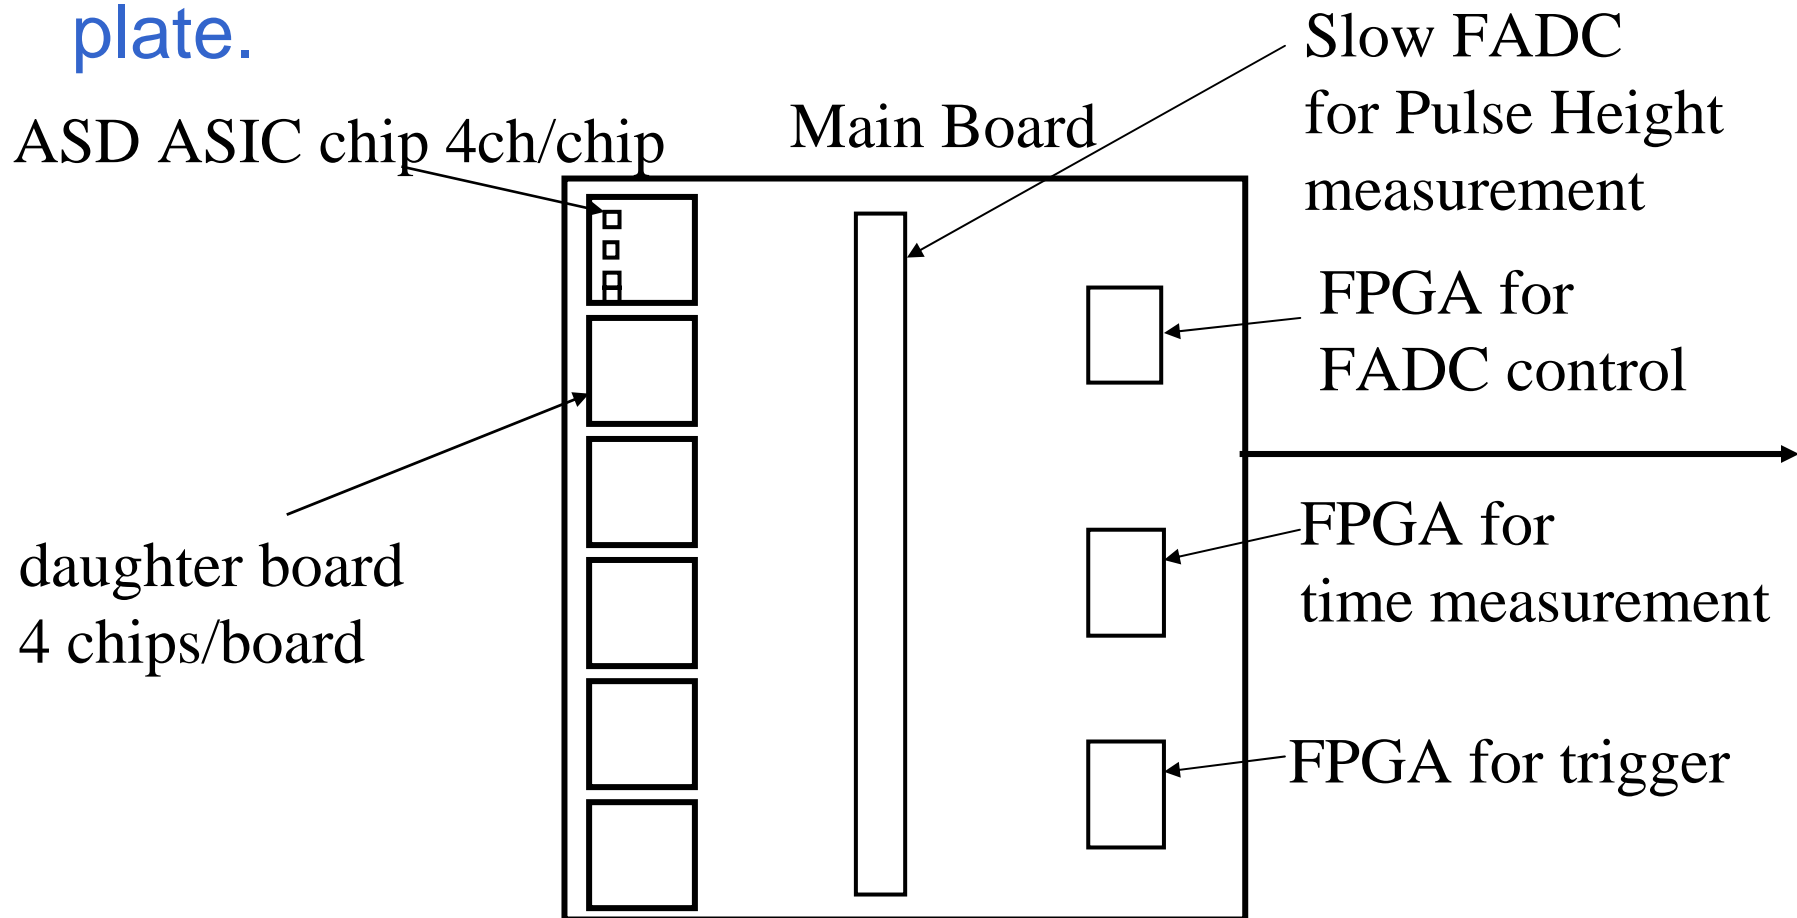 plate.
ASD ASIC chip 4ch/chip
Main Board
Slow FADC
for Pulse Height
measurement
FPGA for
FADC control
daughter board
4 chips/board
FPGA for
time measurement
FPGA for trigger